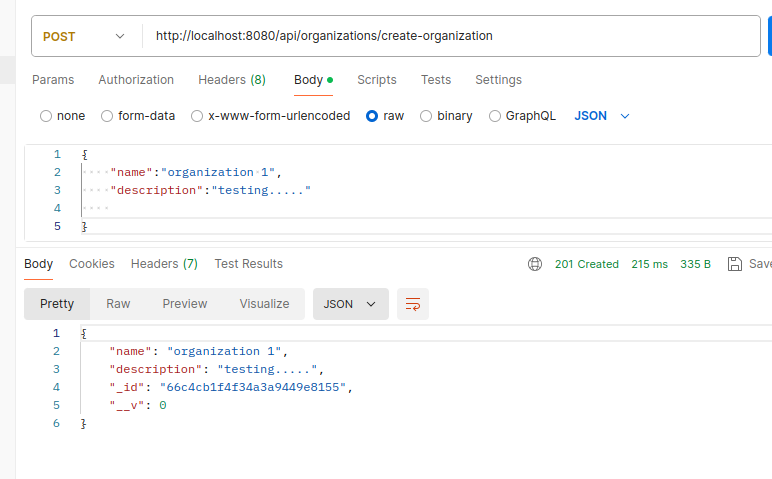 POST http://localhost:8080/api/organizations/create-organization
Params Authorization Headers (8) Body Scripts Tests Settings
none form-data x-www-form-urlencoded raw binary GraphQL JSON
1 {
2 ····"name":"organization·1",
3 ····"description":"testing....."
4 ····
5 }
Body Cookies Headers (7) Test Results 201 Created 215 ms 335 B Save
Pretty Raw Preview Visualize JSON
1 {
2 "name": "organization 1",
3 "description": "testing.....",
4 "_id": "66c4cb1f4f34a3a9449e8155",
5 "__v": 0
6 }